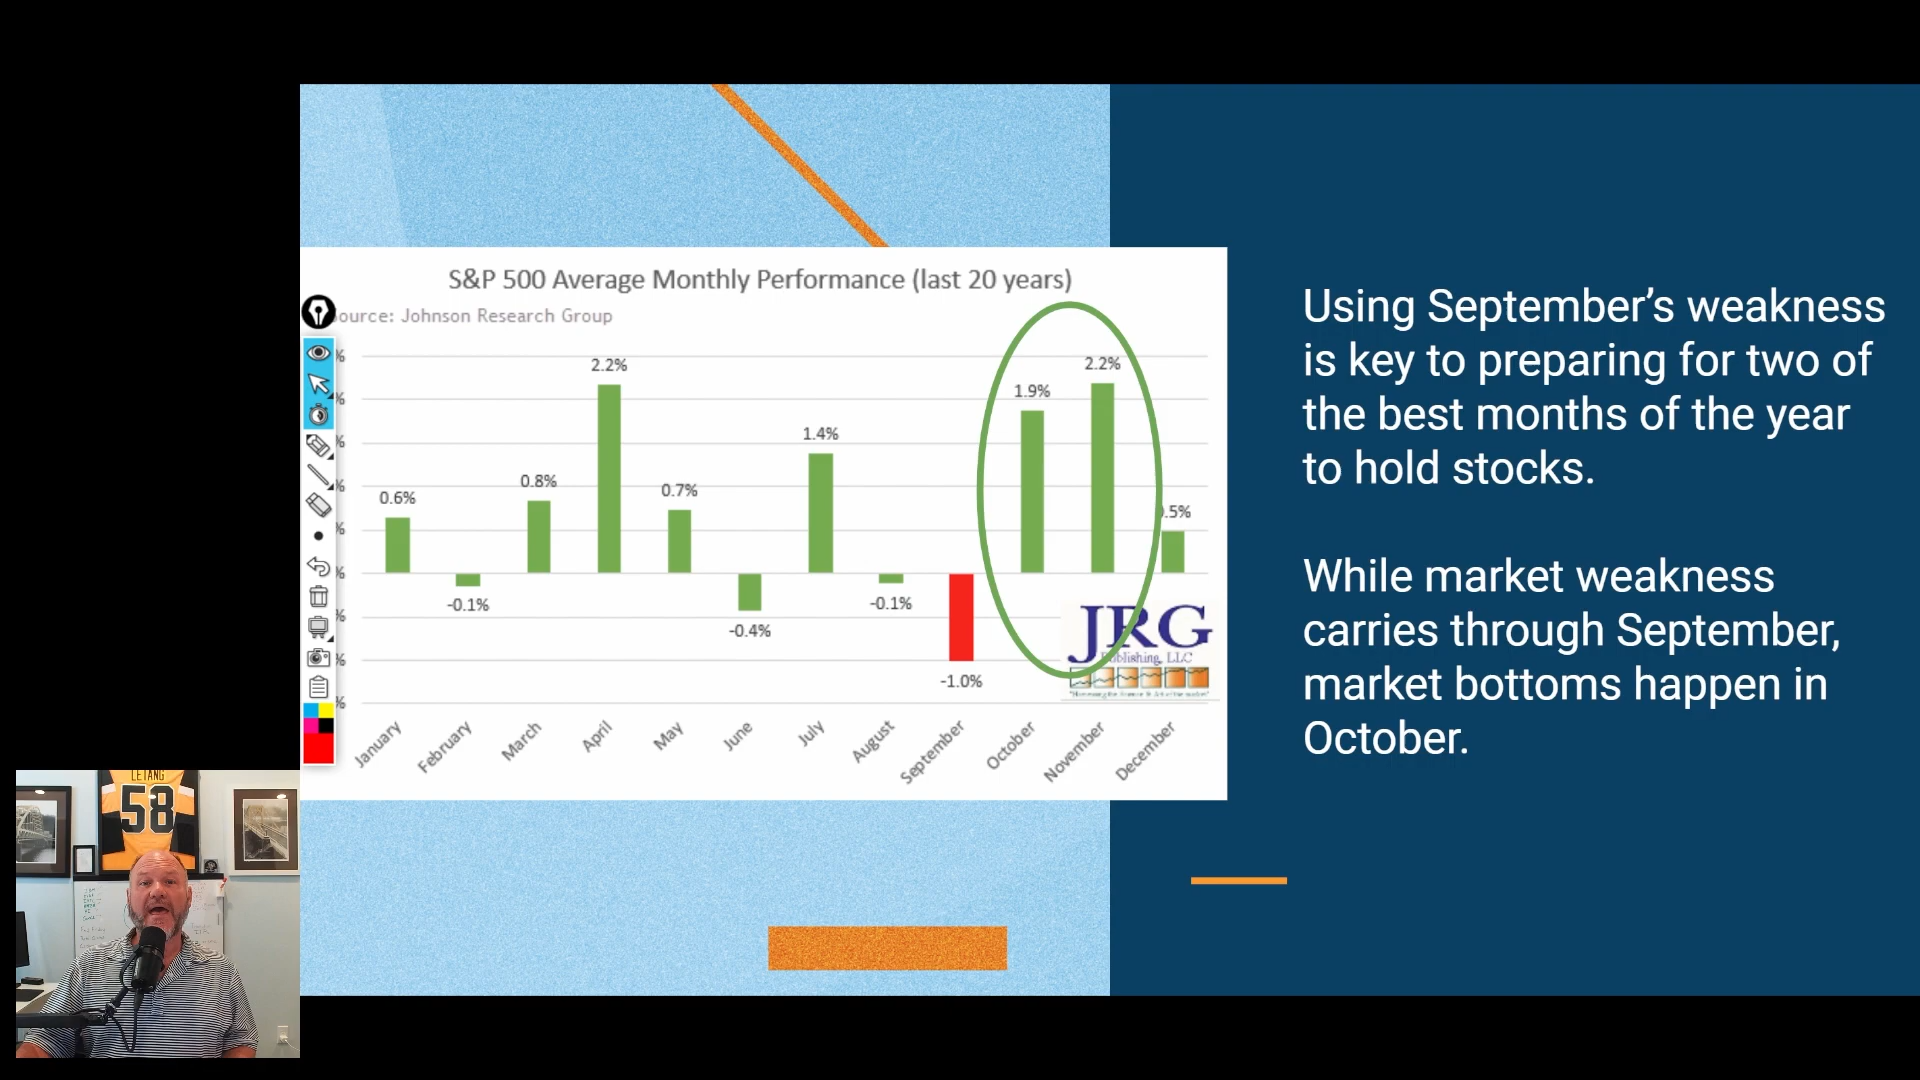 S&P 500 Average Monthly Performance (last 20 years)
ource: Johnson Research Group
%
%
%
%
%
%
%
%
%
0.6%
-0.1%
0.8%
2.2%
0.7%
-0.4%
1.4%
-0.1%
-1.0%
1.9%
2.2%
.5%
January
February
March
April
May
June
July
August
September
October
November
December
JRG
Publishing, LLC
Using September’s weakness
is key to preparing for two of
the best months of the year
to hold stocks.
While market weakness
carries through September,
market bottoms happen in
October.
LETANG
58